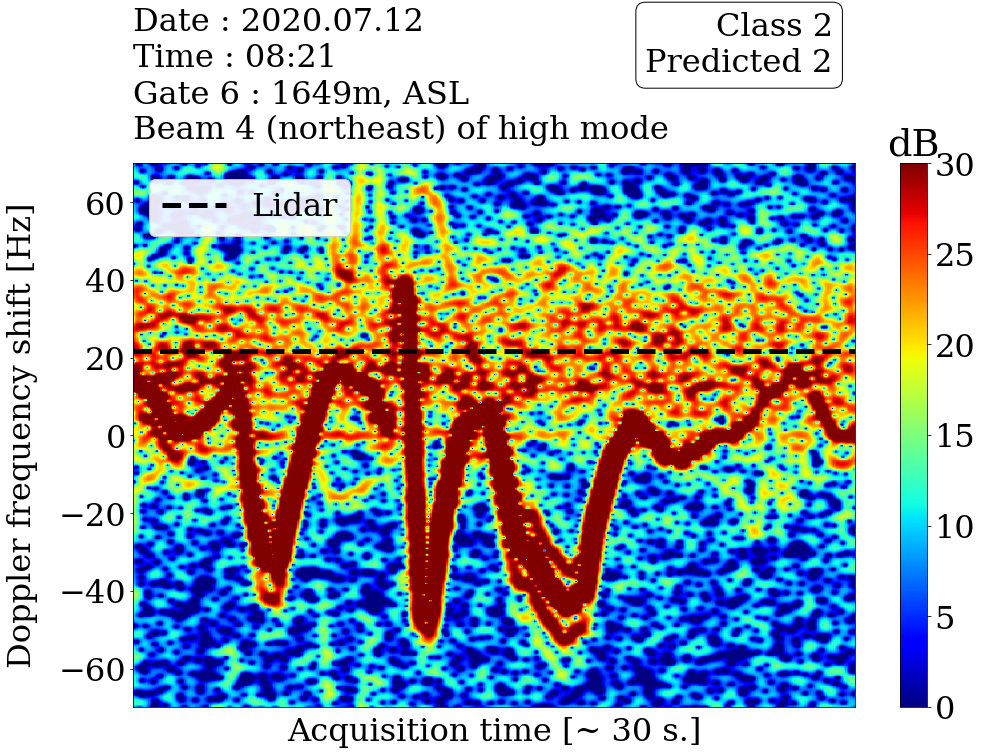 Date : 2020.07.12
Time : 08:21
Gate 6 : 1649m, ASL
Beam 4 (northeast) of high mode
Class 2
Predicted 2
dB
Lidar
Doppler frequency shift [Hz]
60
40
20
0
−20
−40
−60
30
25
20
15
10
5
0
Acquisition time [~ 30 s.]